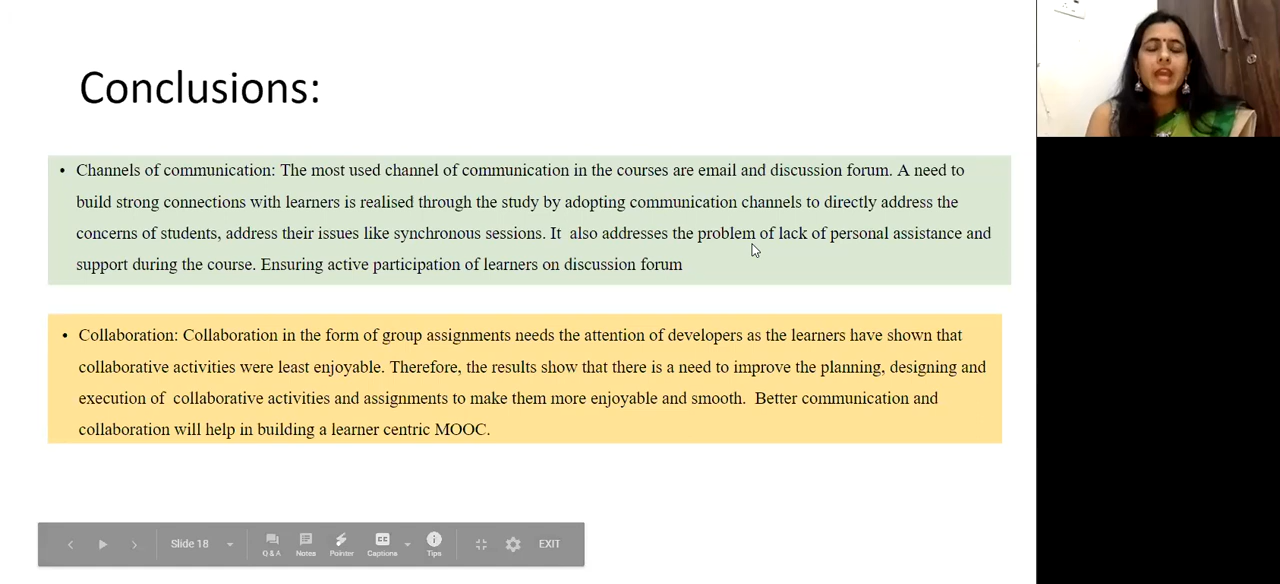 Conclusions:
• Channels of communication: The most used channel of communication in the courses are email and discussion forum. A need to
build strong connections with learners is realised through the study by adopting communication channels to directly address the
concerns of students, address their issues like synchronous sessions. It also addresses the problem of lack of personal assistance and
support during the course. Ensuring active participation of learners on discussion forum
• Collaboration: Collaboration in the form of group assignments needs the attention of developers as the learners have shown that
collaborative activities were least enjoyable. Therefore, the results show that there is a need to improve the planning, designing and
execution of collaborative activities and assignments to make them more enjoyable and smooth. Better communication and
collaboration will help in building a learner centric MOOC.
Slide 18
Q & A Notes Pointer Captions Tips
EXIT